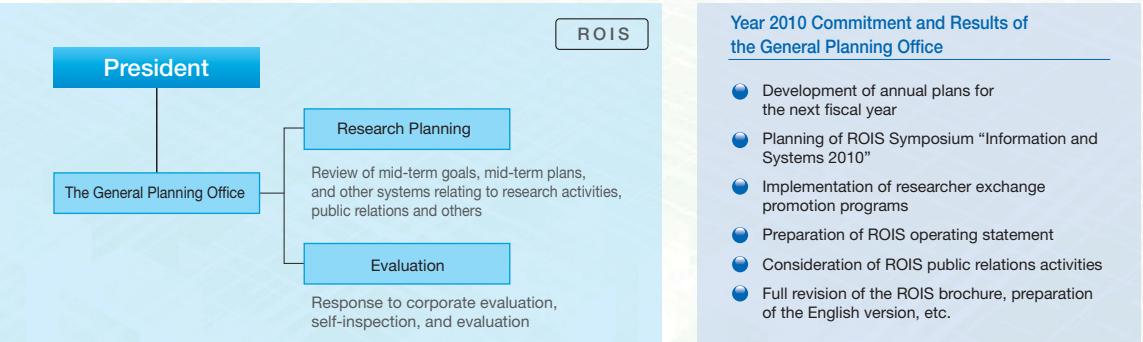 ROIS
President
The General Planning Office
Research Planning
Review of mid-term goals, mid-term plans,
and other systems relating to research activities,
public relations and others
Evaluation
Response to corporate evaluation,
self-inspection, and evaluation
Year 2010 Commitment and Results of
the General Planning Office
Development of annual plans for
the next fiscal year
Planning of ROIS Symposium “Information and
Systems 2010”
Implementation of researcher exchange
promotion programs
Preparation of ROIS operating statement
Consideration of ROIS public relations activities
Full revision of the ROIS brochure, preparation
of the English version, etc.